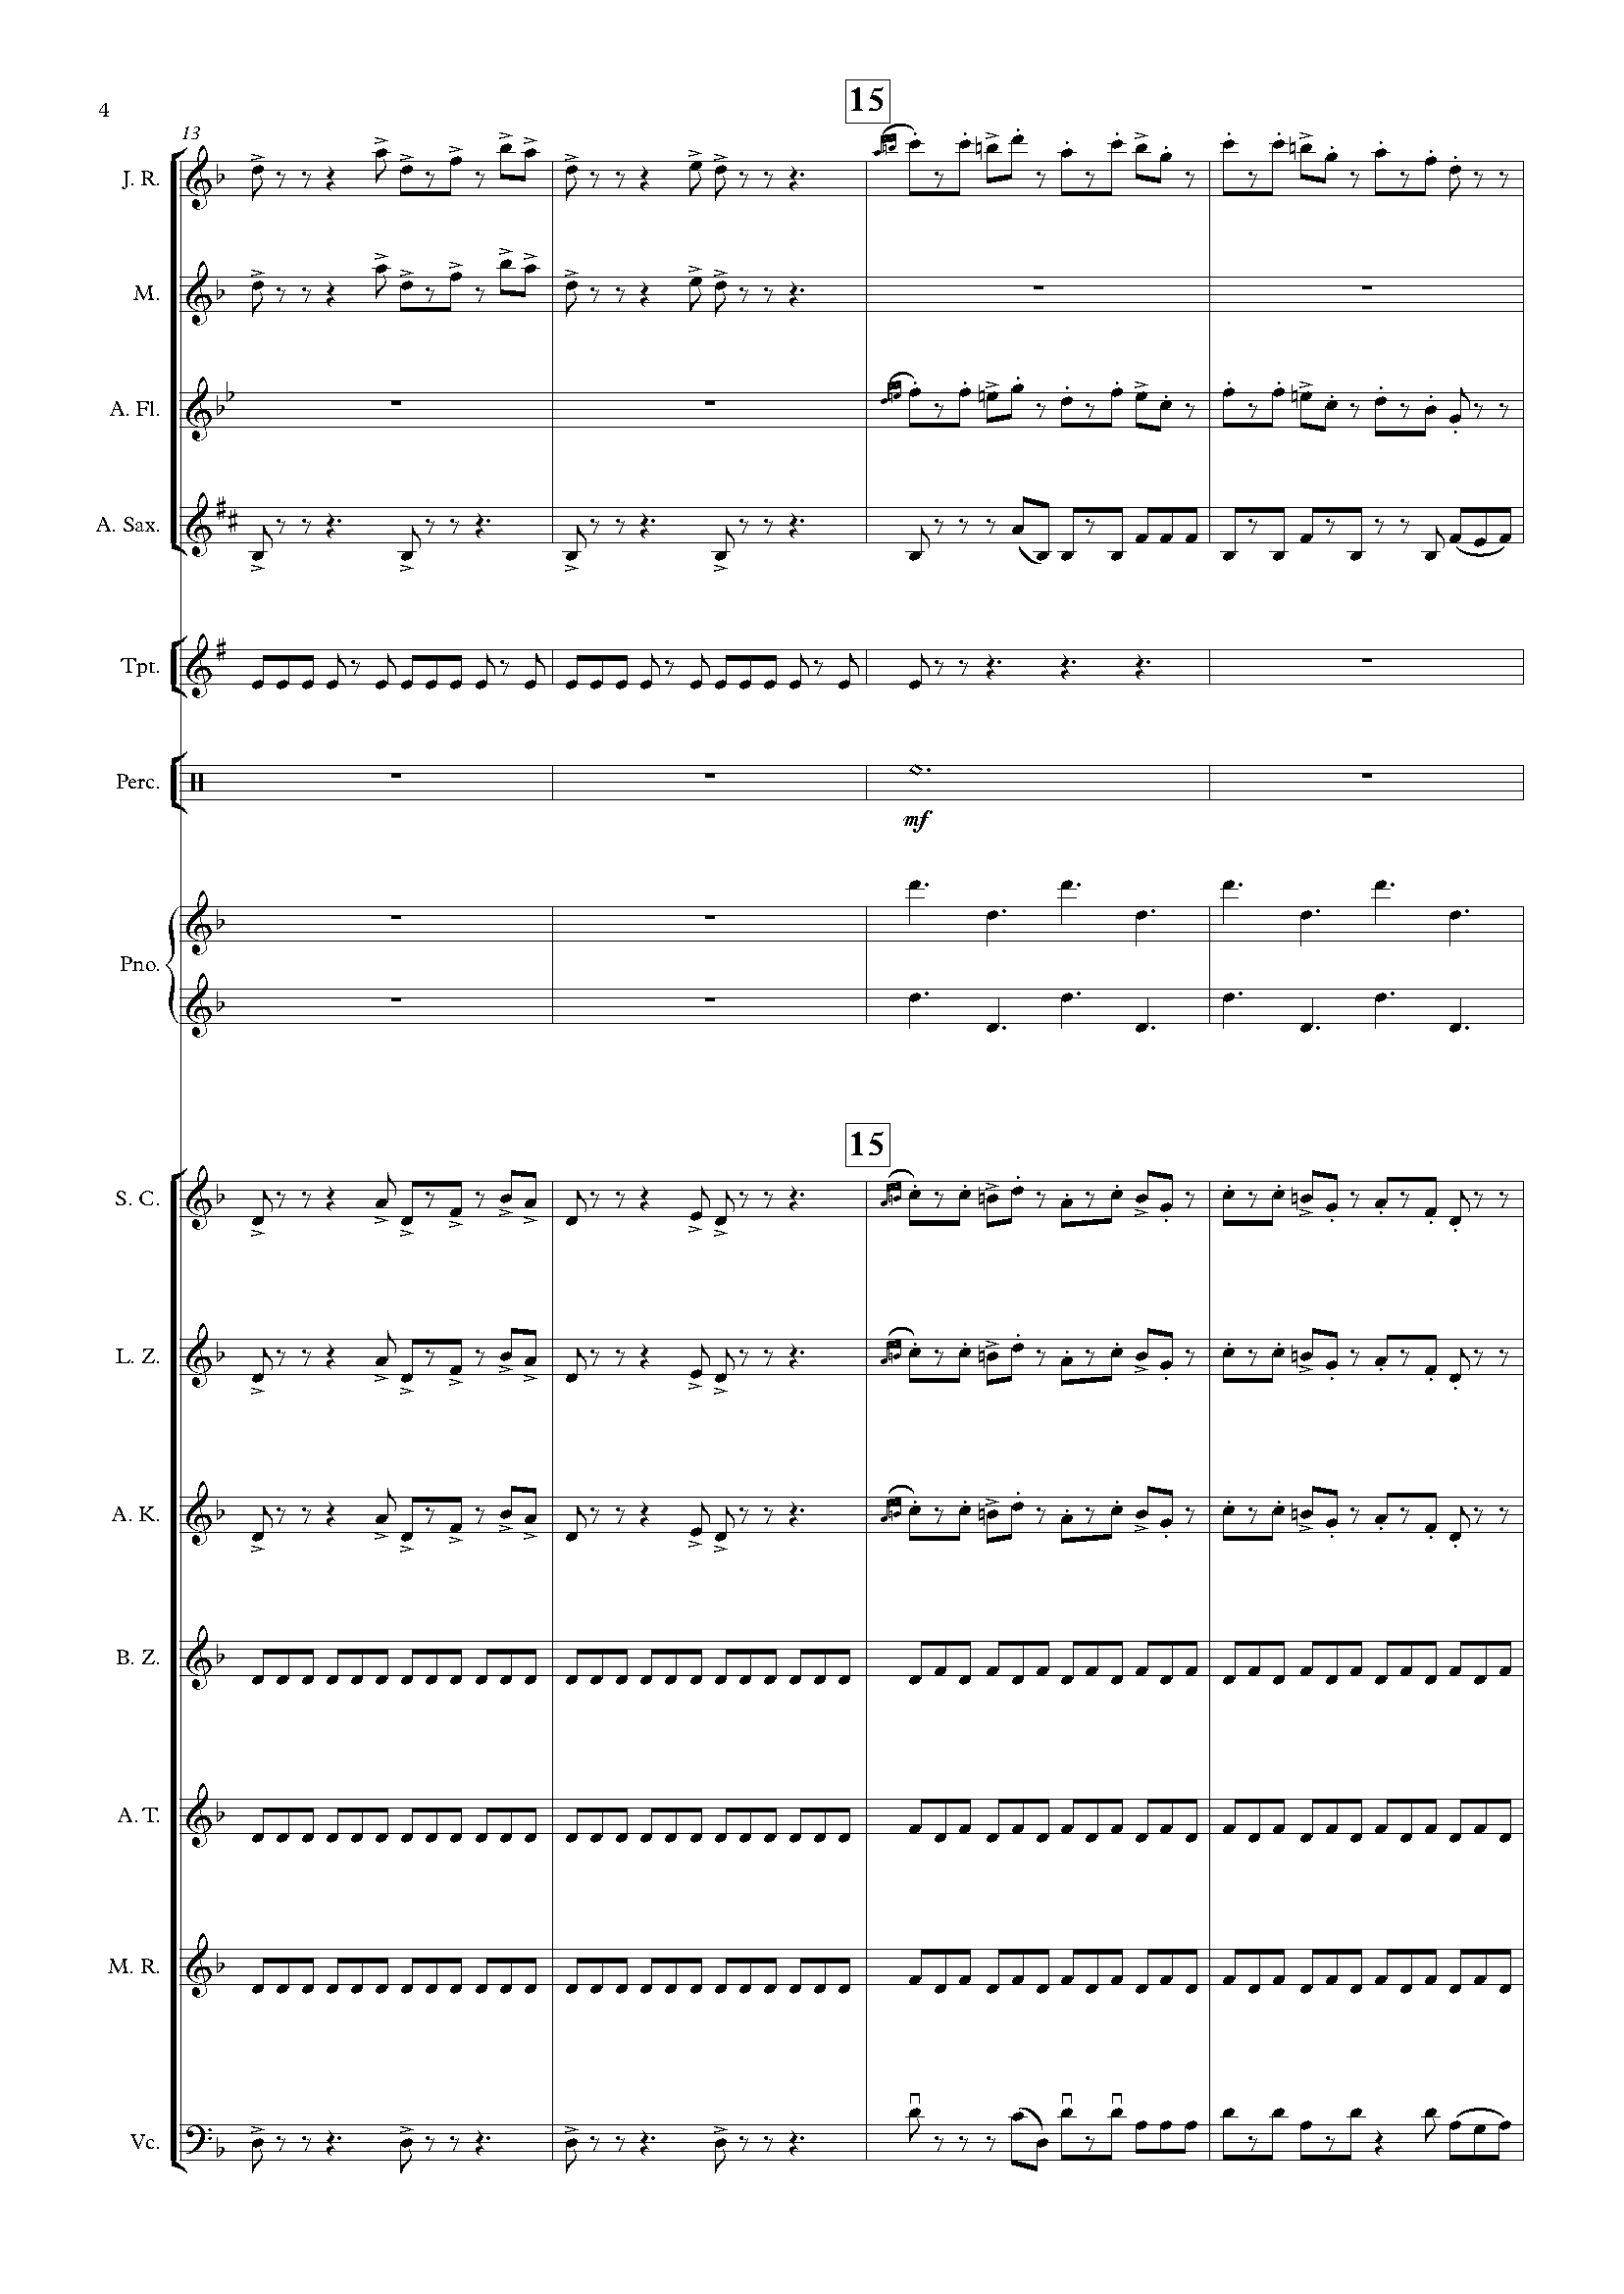 4
15
13
J. R.
M.
A. Fl.
A. Sax.
Tpt.
Perc.
mf
Pno.
15
S. C.
L. Z.
A. K.
B. Z.
A. T.
M. R.
Vc.